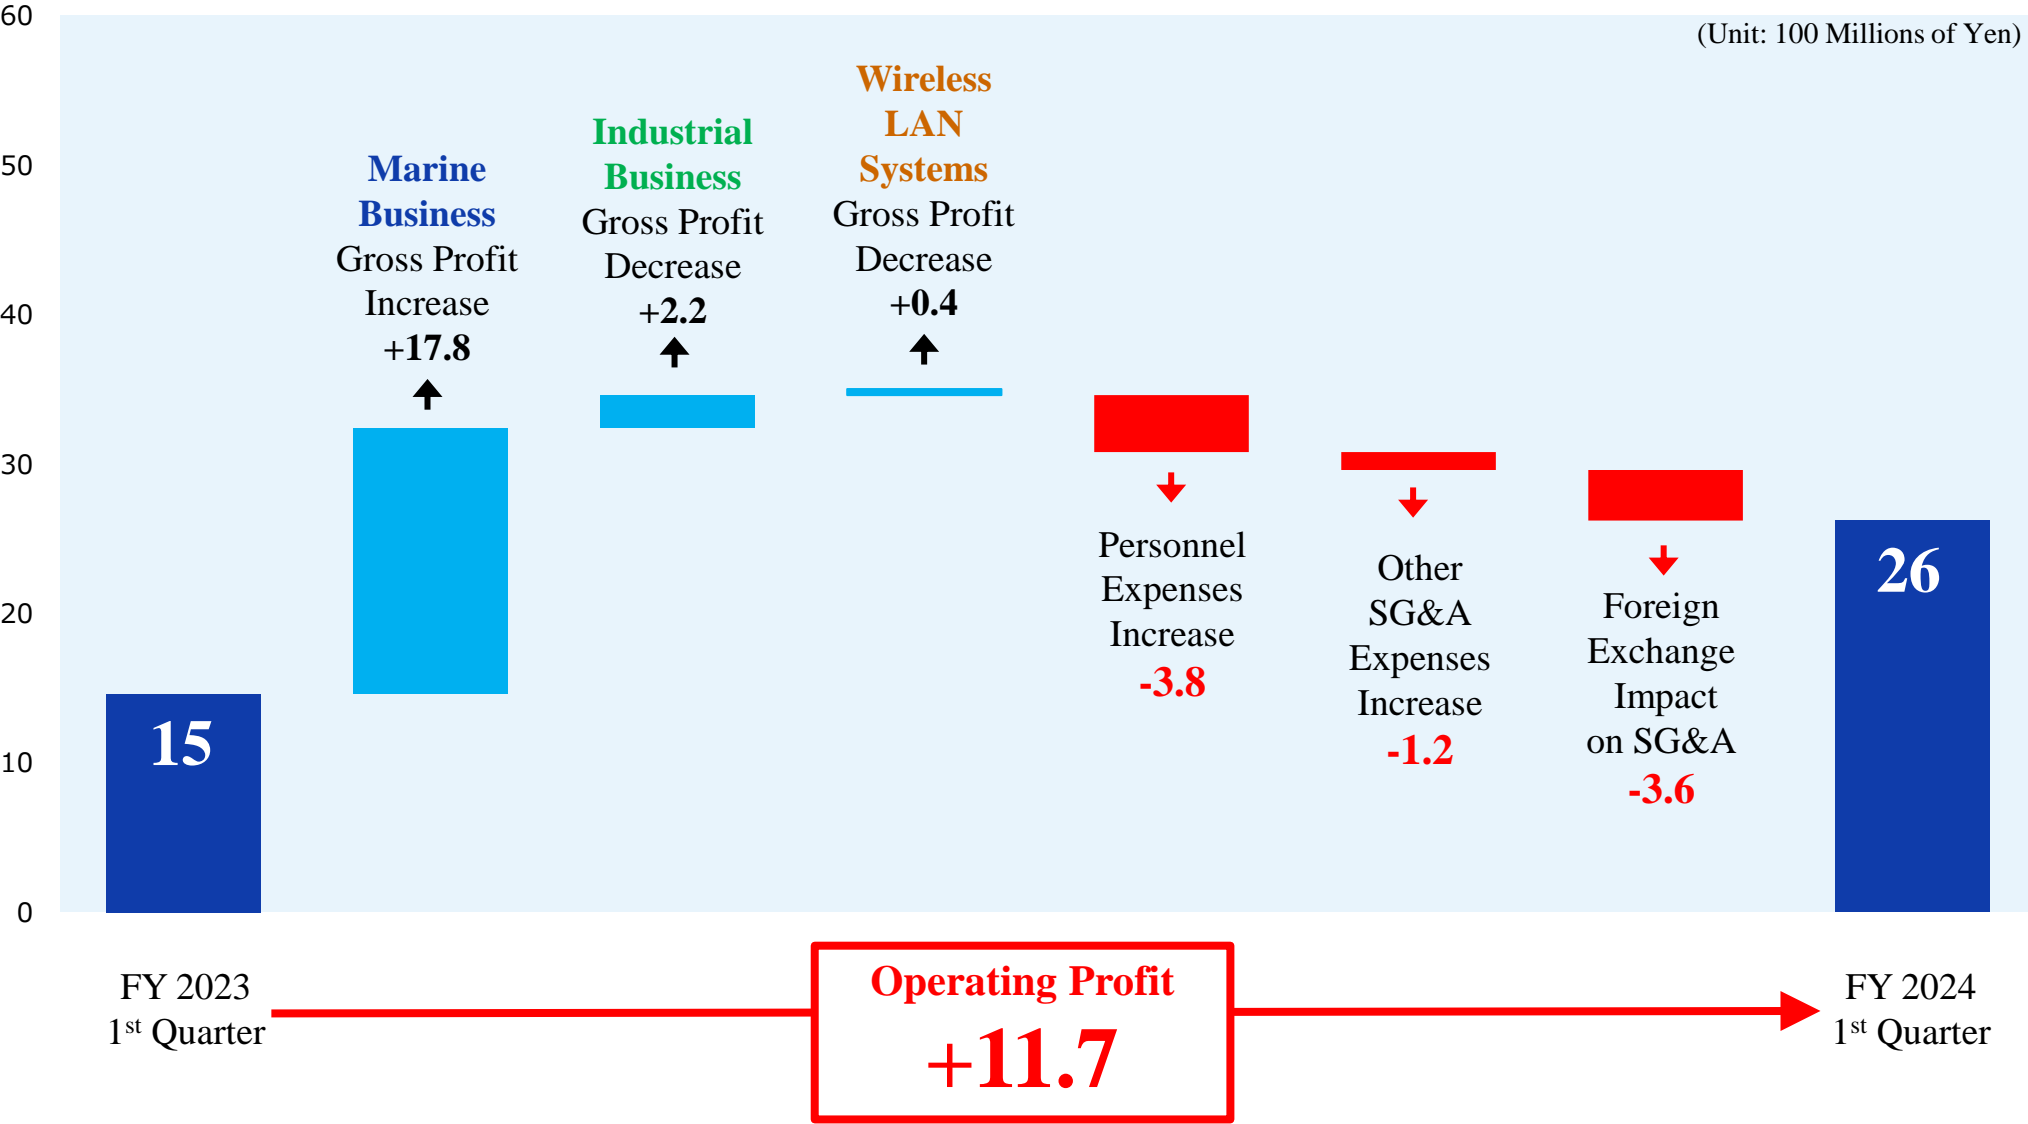 (Unit: 100 Millions of Yen)
60
50
40
30
20
10
0
Marine
Business
Gross Profit
Increase
+17.8
Industrial
Business
Gross Profit
Decrease
+2.2
Wireless
LAN
Systems
Gross Profit
Decrease
+0.4
Personnel
Expenses
Increase
-3.8
Other
SG&A
Expenses
Increase
-1.2
Foreign
Exchange
Impact
on SG&A
-3.6
15
26
FY 2023
1st Quarter
Operating Profit
+11.7
FY 2024
1st Quarter